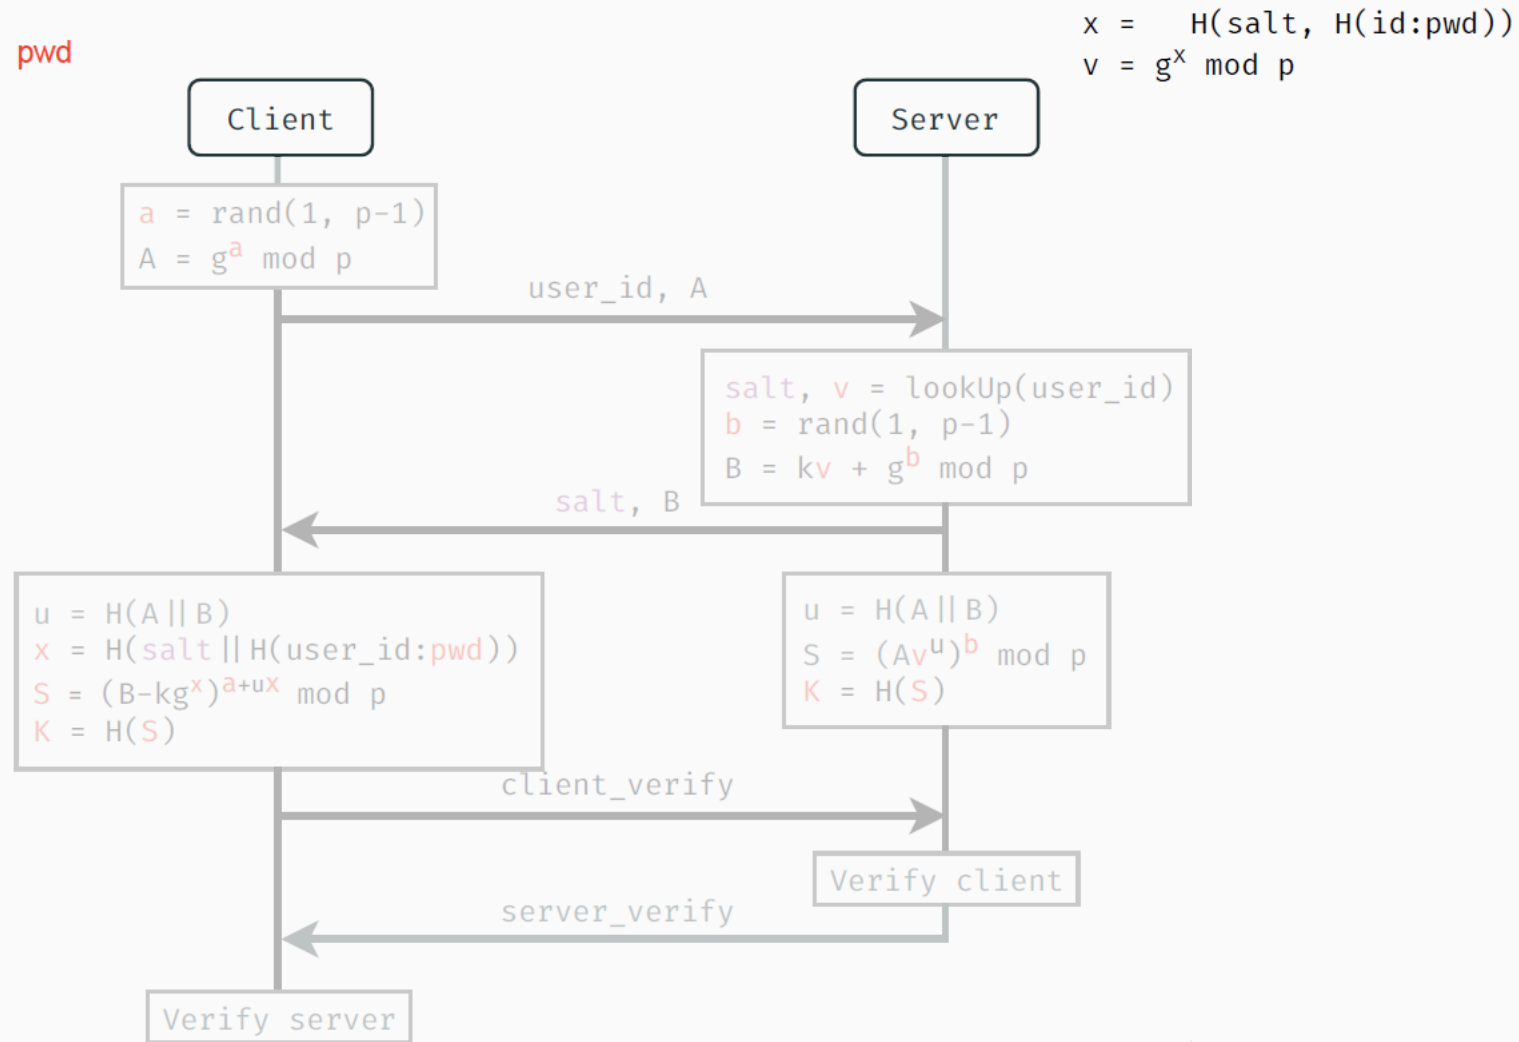 x =   H(salt, H(id:pwd))
pwd
v = gˣ mod p
Client
Server
a = rand(1, p-1)
A = gᵃ mod p
user_id, A
salt, v = lookUp(user_id)
b = rand(1, p-1)
B = kv + gᵇ mod p
salt, B
u = H(A||B)
x = H(salt||H(user_id:pwd))
S = (B-kgˣ)ᵃ⁺ᵘˣ mod p
K = H(S)
u = H(A||B)
S = (Avᵘ)ᵇ mod p
K = H(S)
client_verify
Verify client
server_verify
Verify server